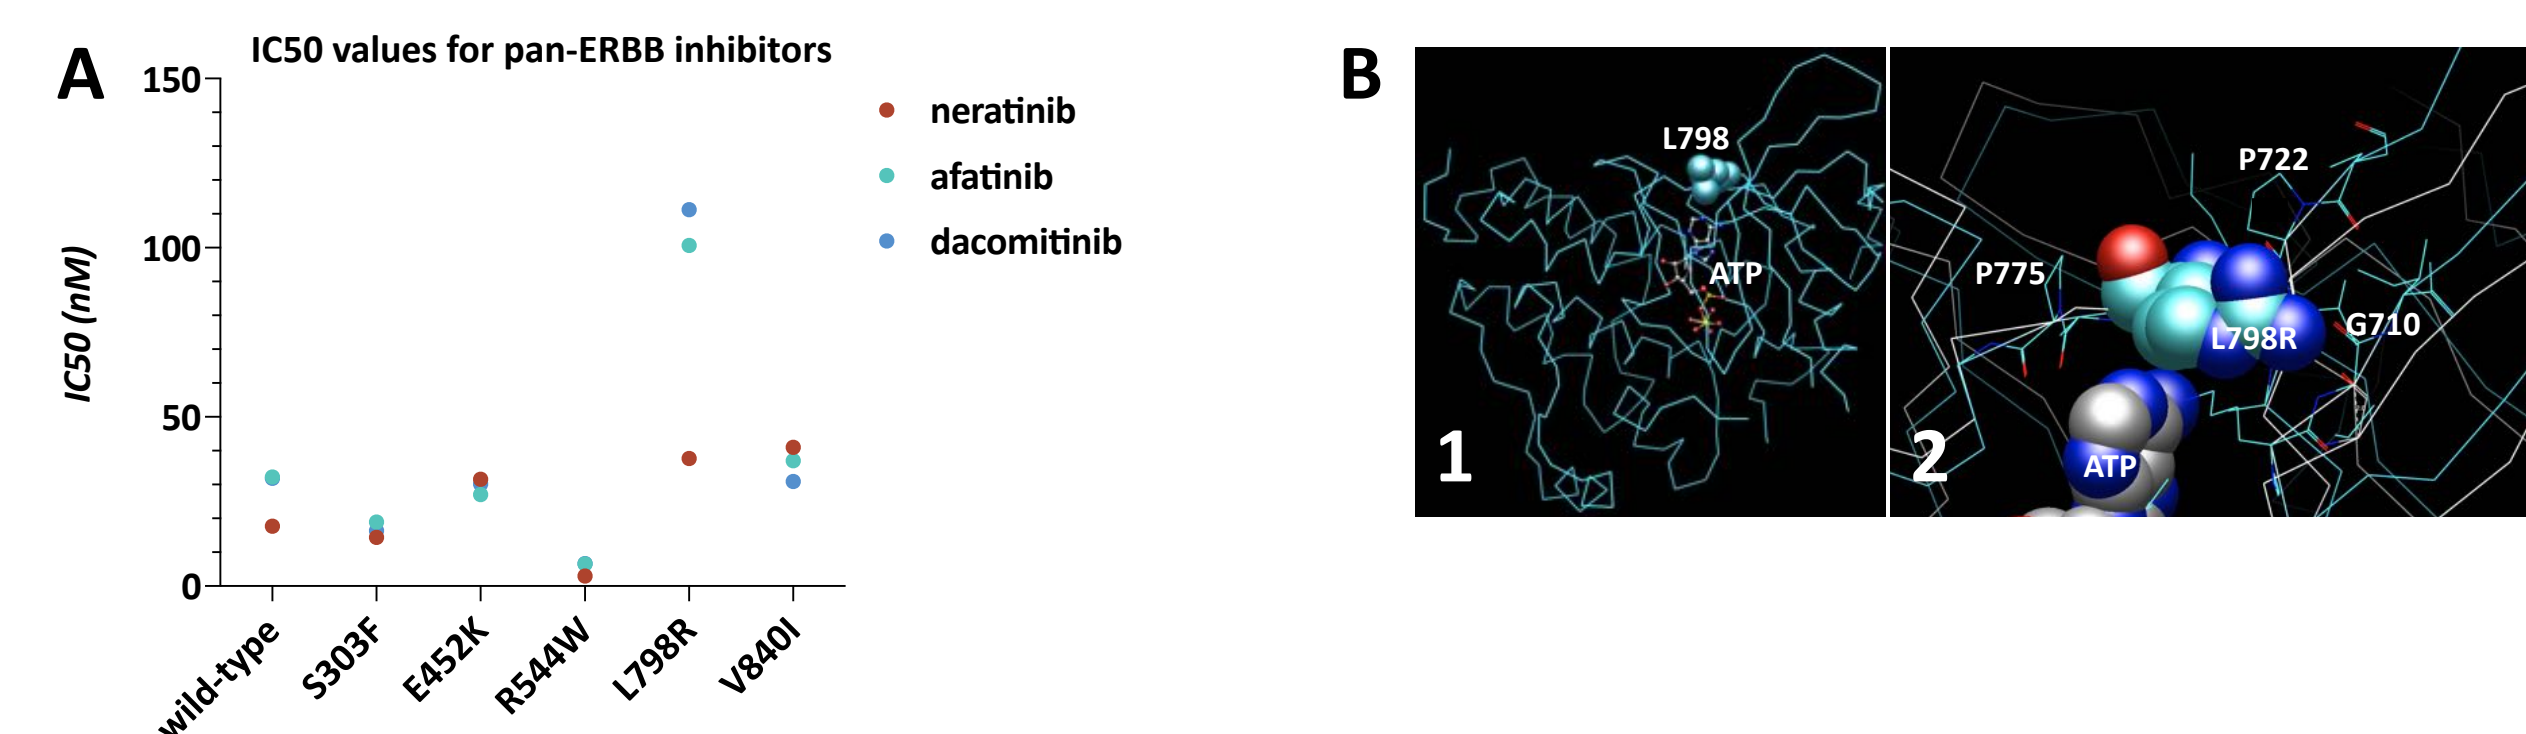 A
IC50 values for pan-ERBB inhibitors
150
100
50
0
IC50 (nM)
wild-type
S303F
E452K
R544W
L798R
V840I
neratinib
afatinib
dacomitinib
B
L798
ATP
1
P722
P775
L798R
G710
ATP
2